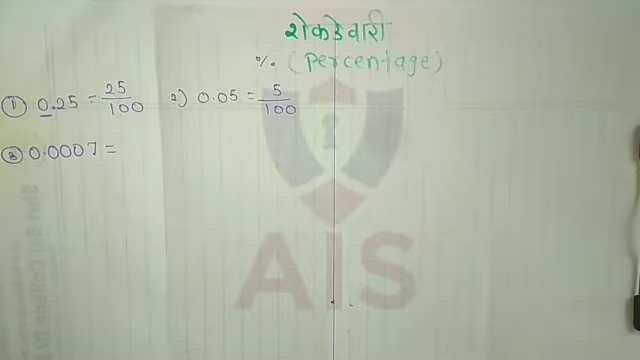 शेकडेवारी
% (Percentage)
① 0.25 = 25/100 2) 0.05 = 5/100
③ 0.0007 =
AIS